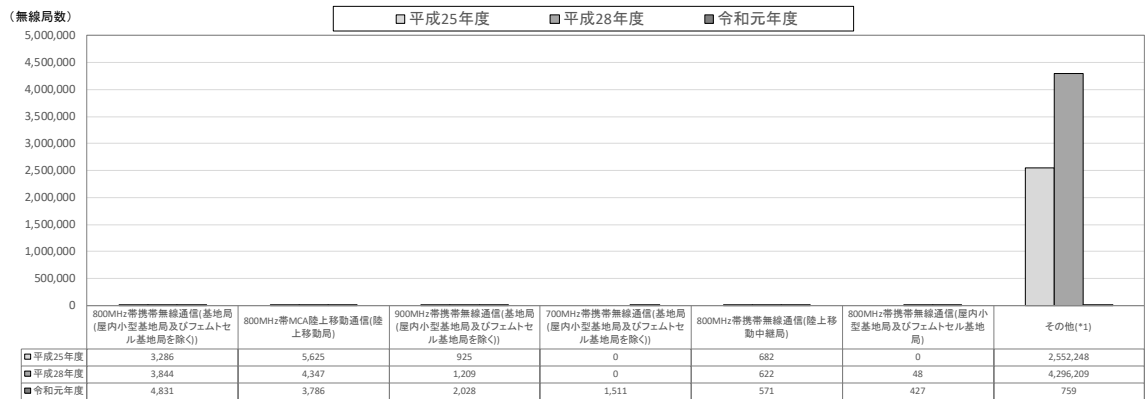 （無線局数）
平成25年度 平成28年度 令和元年度
5,000,000
4,500,000
4,000,000
3,500,000
3,000,000
2,500,000
2,000,000
1,500,000
1,000,000
500,000
0
800MHz帯携帯無線通信(基地局
(屋内小型基地局及びフェムトセ
ル基地局を除く))
800MHz帯MCA陸上移動通信(陸
上移動局)
900MHz帯携帯無線通信(基地局
(屋内小型基地局及びフェムトセ
ル基地局を除く))
700MHz帯携帯無線通信(基地局
(屋内小型基地局及びフェムトセ
ル基地局を除く))
800MHz帯携帯無線通信(陸上移
動中継局)
800MHz帯携帯無線通信(屋内小
型基地局及びフェムトセル基地
局)
その他(*1)
平成25年度 3,286 5,625 925 0 682 0 2,552,248
平成28年度 3,844 4,347 1,209 0 622 48 4,296,209
令和元年度 4,831 3,786 2,028 1,511 571 427 759